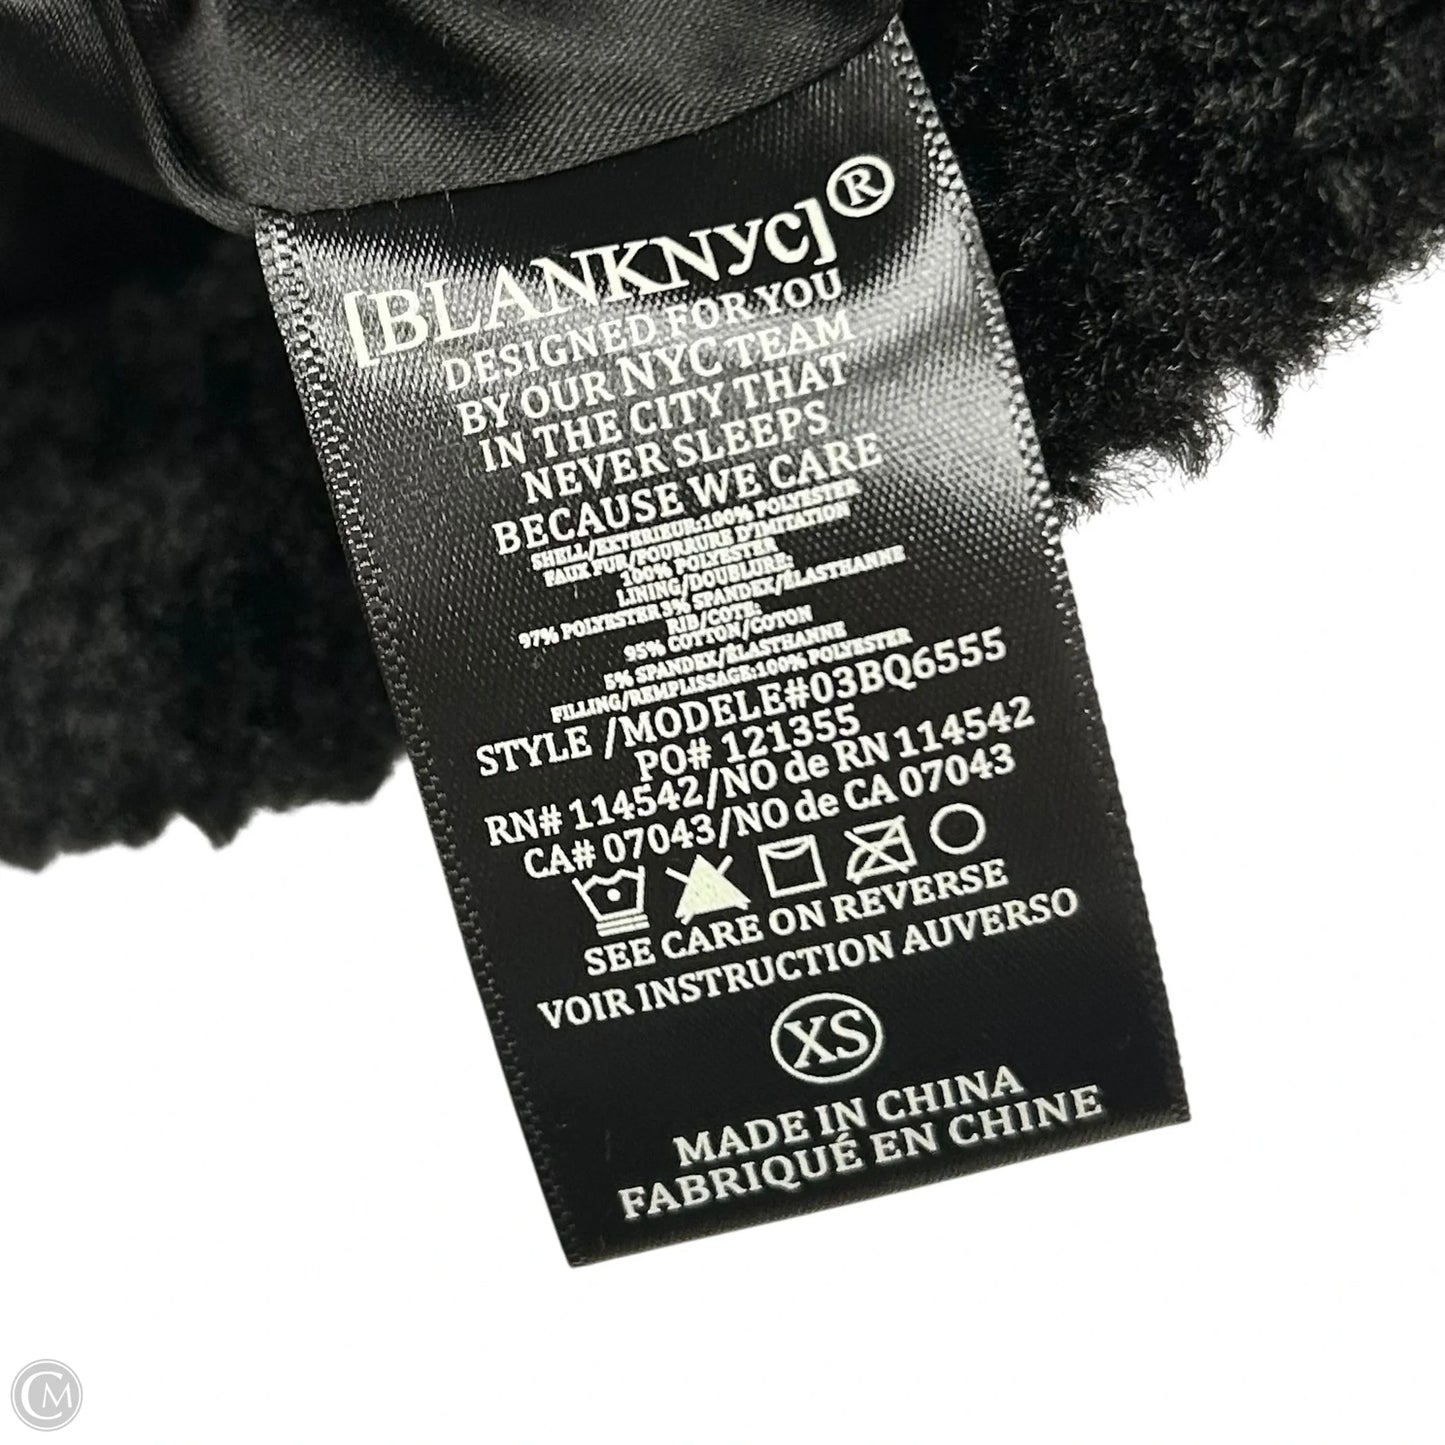 [BLANKNYC]®
DESIGNED FOR YOU
BY OUR NYC TEAM
IN THE CITY THAT
NEVER SLEEPS
BECAUSE WE CARE
SHELL/EXTERIEUR:100% POLYESTER
FAUX FUR/FOURRURE D'IMITATION
100% POLYESTER
LINING/DOUBLURE:
97% POLYESTER 3% SPANDEX/ÉLASTHANNE
RIB/COTE:
95% COTTON/COTON
5% SPANDEX/ÉLASTHANNE
FILLING/REMPLISSAGE:100% POLYESTER
STYLE /MODELE#03BQ6555
PO# 121355
RN# 114542/NO de RN 114542
CA# 07043/NO de CA 07043
SEE CARE ON REVERSE
VOIR INSTRUCTION AUVERSO
XS
MADE IN CHINA
FABRIQUÉ EN CHINE
CM